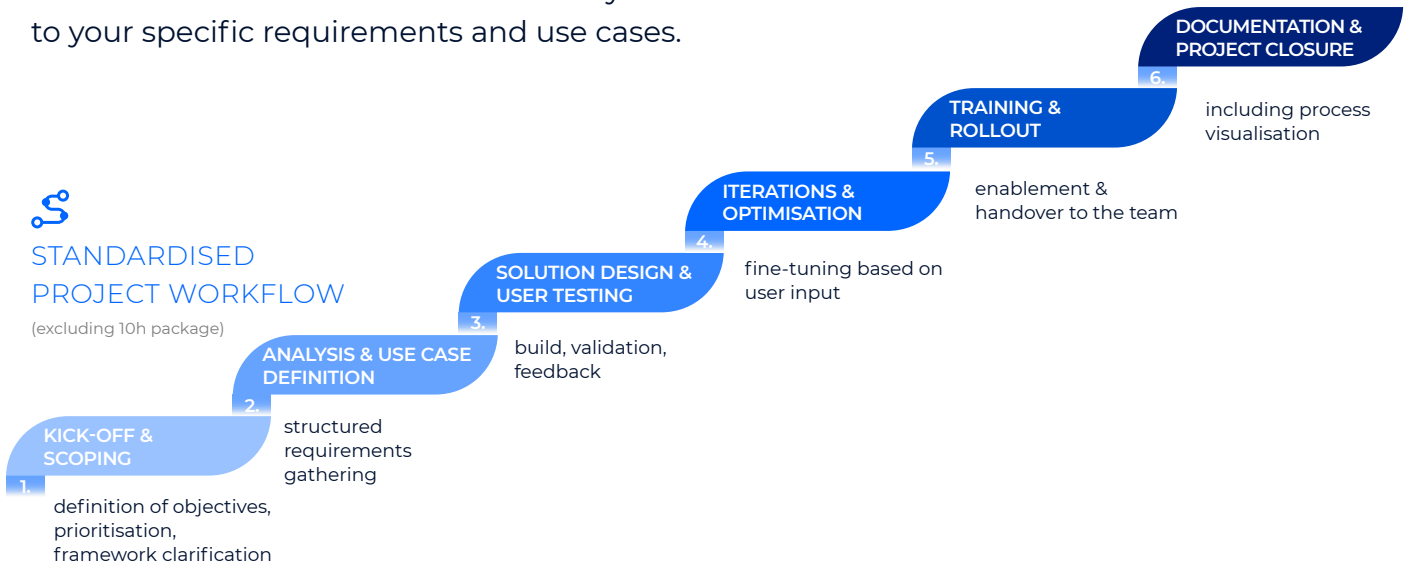 to your specific requirements and use cases.
STANDARDISED
PROJECT WORKFLOW
(excluding 10h package)
1.
KICK-OFF &
SCOPING
definition of objectives,
prioritisation,
framework clarification
2.
ANALYSIS & USE CASE
DEFINITION
structured
requirements
gathering
3.
SOLUTION DESIGN &
USER TESTING
build, validation,
feedback
4.
ITERATIONS &
OPTIMISATION
fine-tuning based on
user input
5.
TRAINING &
ROLLOUT
enablement &
handover to the team
6.
DOCUMENTATION &
PROJECT CLOSURE
including process
visualisation